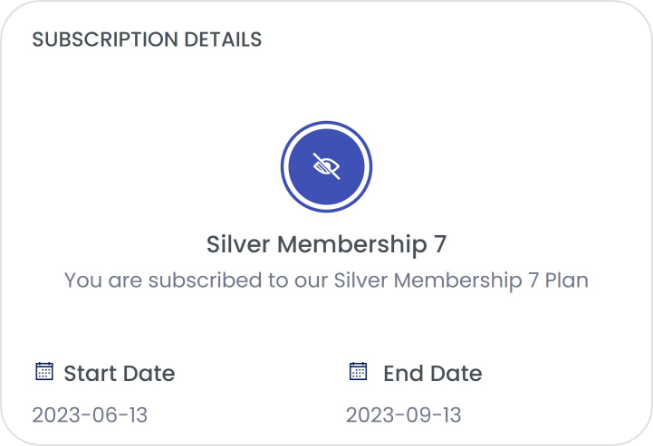 SUBSCRIPTION DETAILS
Silver Membership 7
You are subscribed to our Silver Membership 7 Plan
Start Date End Date
2023-06-13 2023-09-13